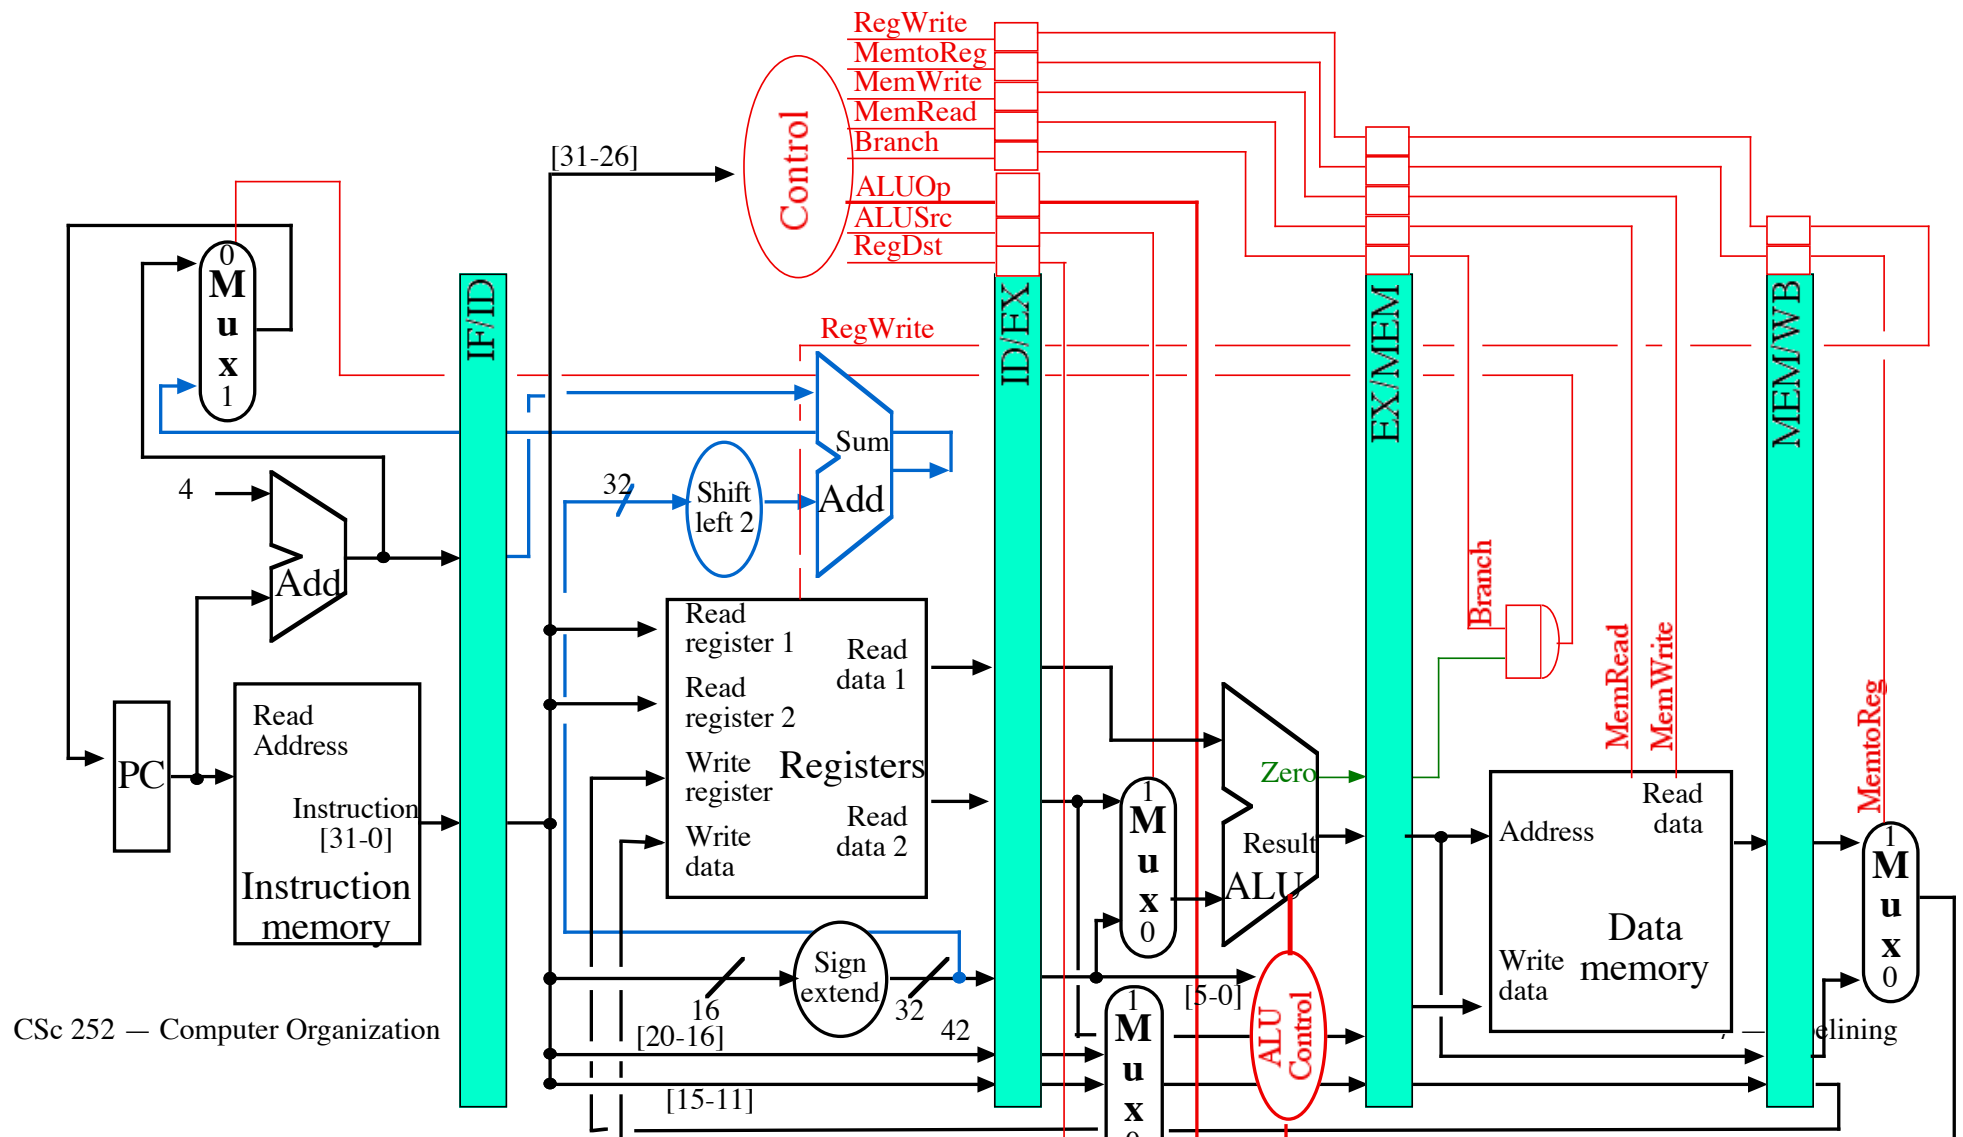 RegWrite
MemtoReg
MemWrite
MemRead
Branch
ALUOp
ALUSrc
RegDst
Control
[31-26]
0
M
u
x
1
IF/ID
ID/EX
EX/MEM
MEM/WB
RegWrite
4
Add
32
Shift
left 2
Sum
Add
PC
Read
Address
Instruction
[31-0]
Instruction
memory
Read
register 1
Read
register 2
Write
register
Write
data
Read
data 1
Registers
Read
data 2
Sign
extend
16
32
[20-16]
42
[15-11]
1
M
u
x
0
1
M
u
x
0
Zero
Result
ALU
[5-0]
ALU
Control
Branch
MemRead
MemWrite
MemtoReg
Address
Read
data
Write
data
Data
memory
1
M
u
x
0
CSc 252 — Computer Organization
— elining